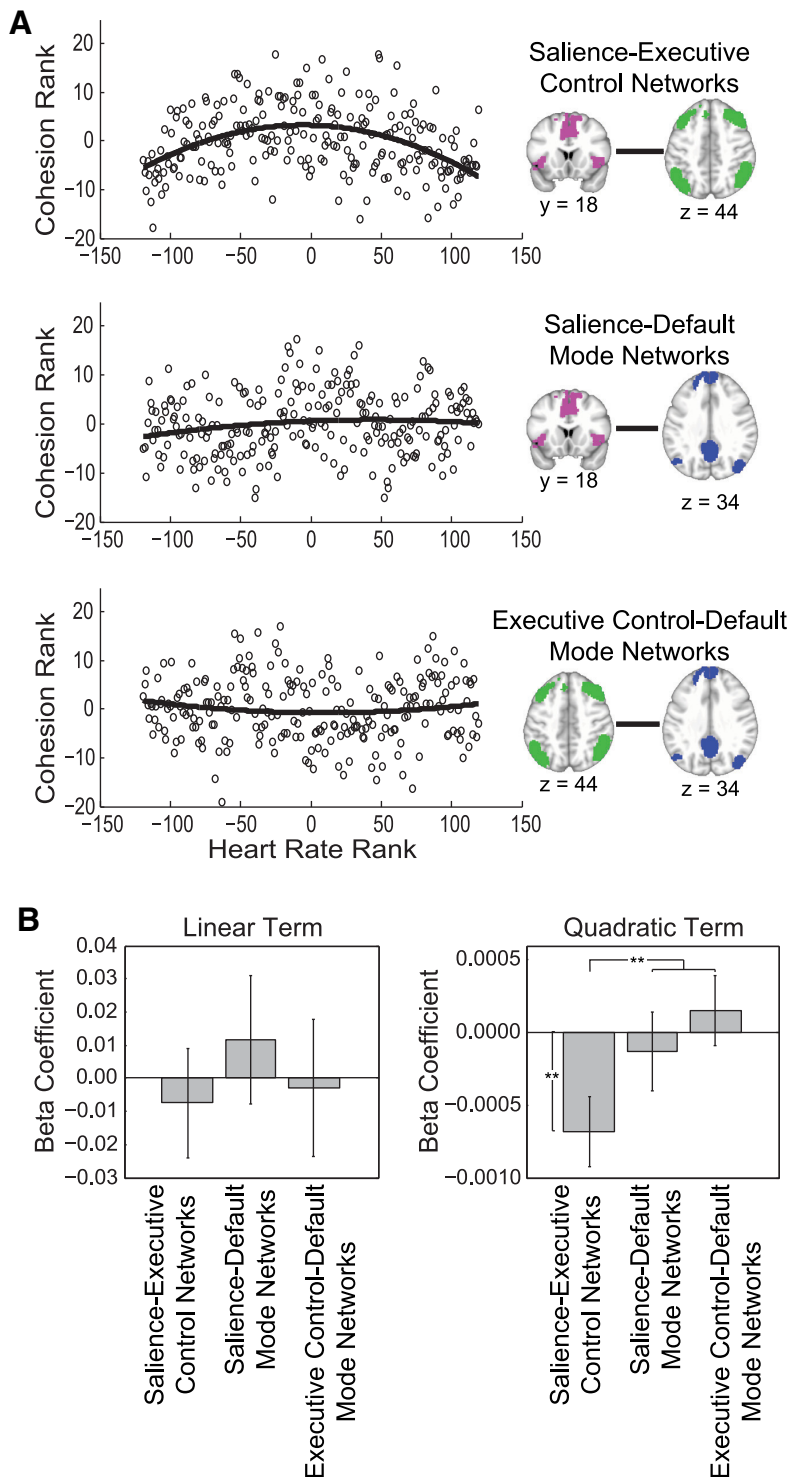 A
Cohesion Rank
20
10
0
−10
−20
−150
−100
−50
0
50
100
150
Salience-Executive
Control Networks
y = 18
z = 44
Cohesion Rank
20
10
0
−10
−20
−150
−100
−50
0
50
100
150
Salience-Default
Mode Networks
y = 18
z = 34
Cohesion Rank
20
10
0
−10
−20
−150
−100
−50
0
50
100
150
Heart Rate Rank
Executive Control-Default
Mode Networks
z = 44
z = 34
B
Linear Term
Beta Coefficient
0.04
0.03
0.02
0.01
0.00
−0.01
−0.02
−0.03
Salience-Executive
Control Networks
Salience-Default
Mode Networks
Executive Control-Default
Mode Networks
Quadratic Term
Beta Coefficient
0.0005
0.0000
−0.0005
−0.0010
**
**
Salience-Executive
Control Networks
Salience-Default
Mode Networks
Executive Control-Default
Mode Networks